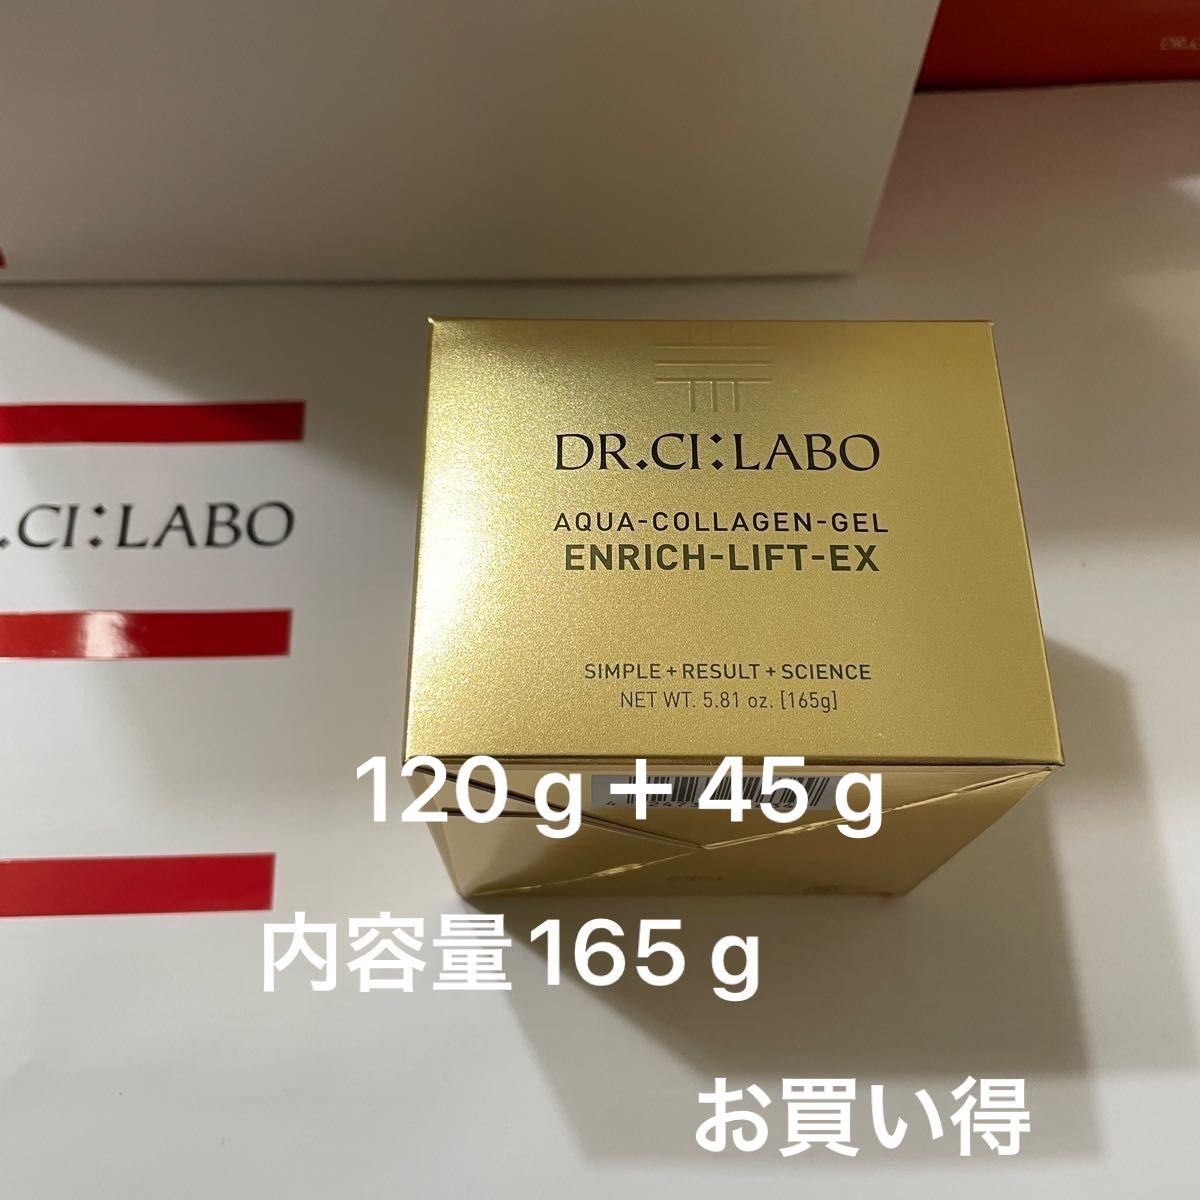 DR.CI:LABO
AQUA-COLLAGEN-GEL
ENRICH-LIFT-EX
SIMPLE+RESULT+SCIENCE
NET WT. 5.81 oz. [165g]
.CI:LABO
120g+45g
内容量165g
お買い得